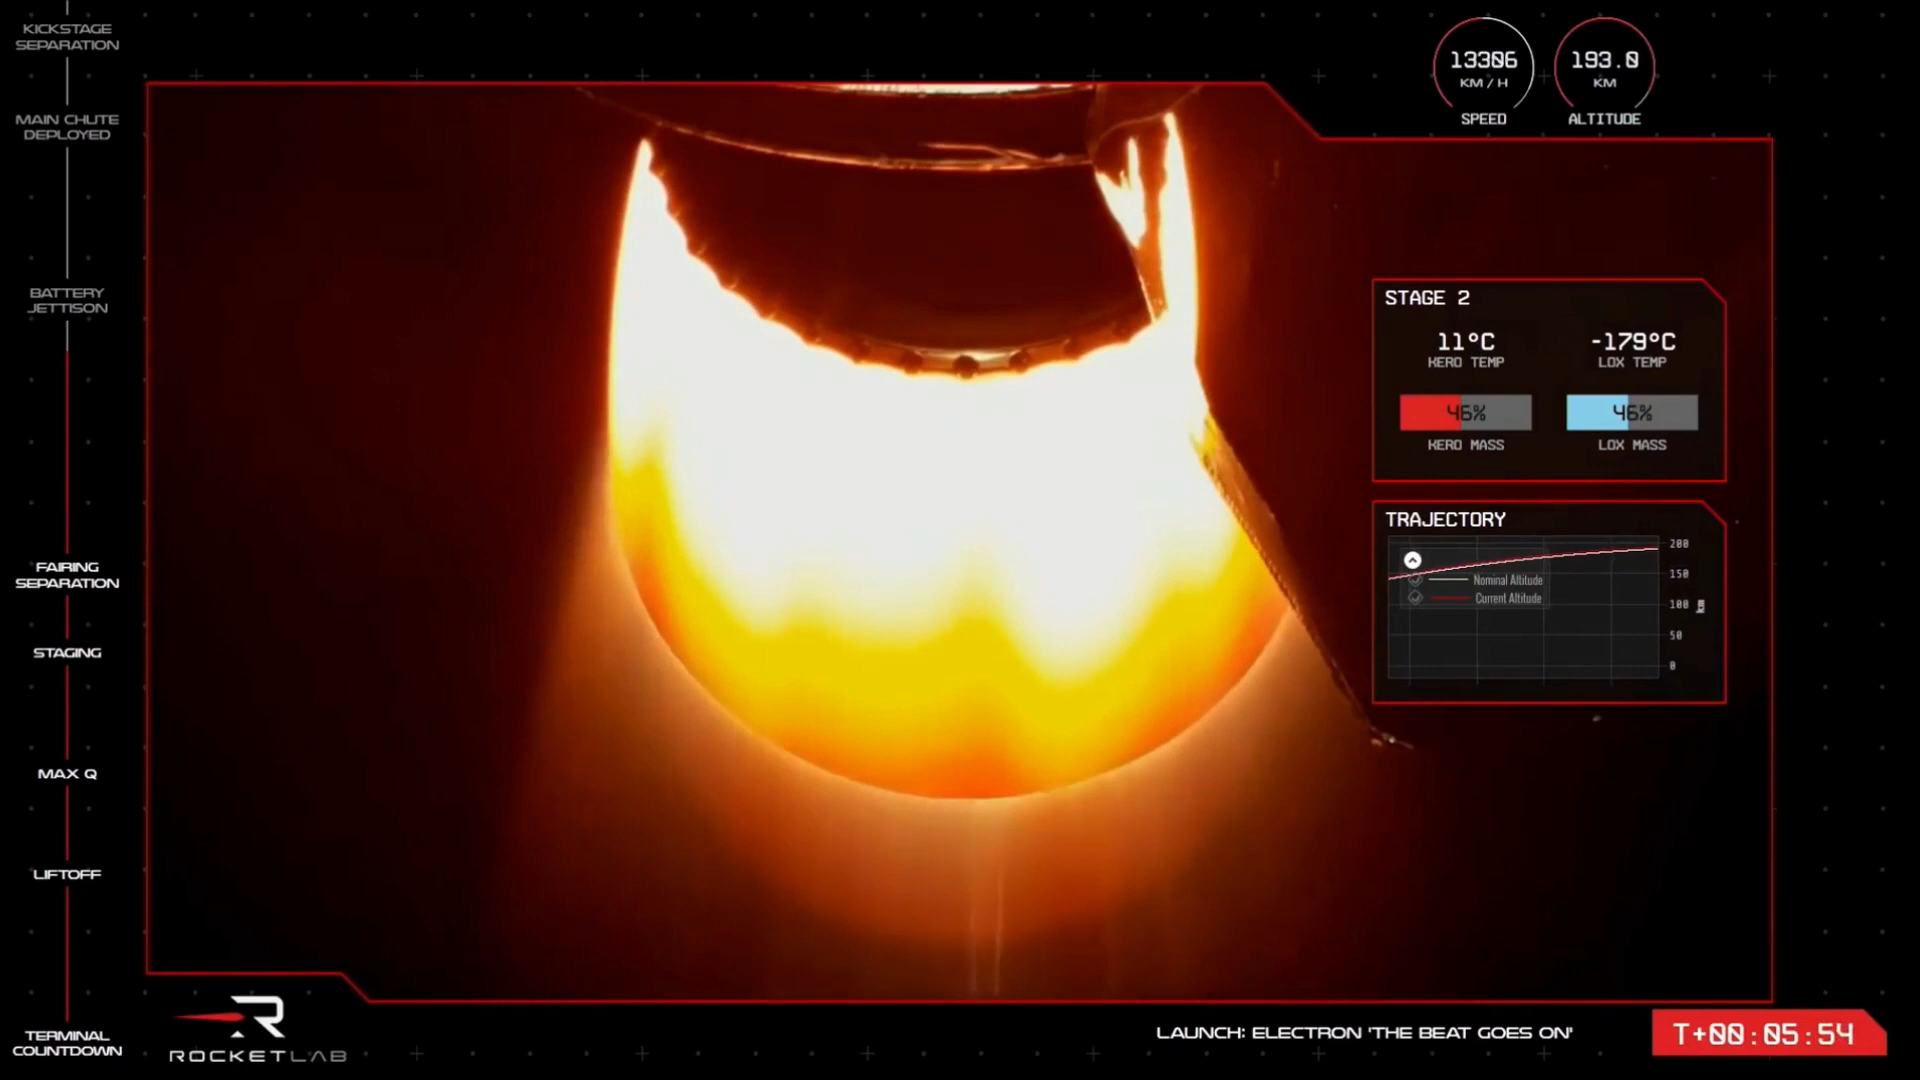 KICKSTAGE
SEPARATION
MAIN CHUTE
DEPLOYED
BATTERY
JETTISON
FAIRING
SEPARATION
STAGING
MAX Q
LIFTOFF
TERMINAL
COUNTDOWN
13306
KM/H
SPEED
193.0
KM
ALTITUDE
STAGE 2
11°C
KERO TEMP
-179°C
LOX TEMP
46%
KERO MASS
46%
LOX MASS
TRAJECTORY
Nominal Altitude
Current Altitude
200
150
100
50
0
km
ROCKETLAB
LAUNCH: ELECTRON 'THE BEAT GOES ON'
T+00:05:54